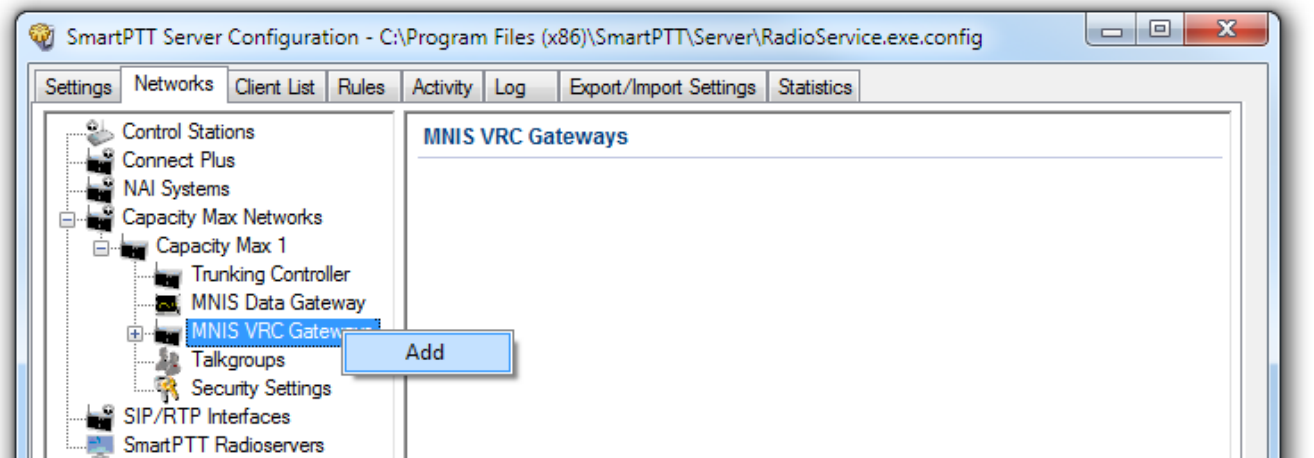 SmartPTT Server Configuration - C:\Program Files (x86)\SmartPTT\Server\RadioService.exe.config
Settings Networks Client List Rules Activity Log Export/Import Settings Statistics
Control Stations
Connect Plus
NAI Systems
Capacity Max Networks
Capacity Max 1
Trunking Controller
MNIS Data Gateway
MNIS VRC Gateways
Add
Talkgroups
Security Settings
SIP/RTP Interfaces
SmartPTT Radioservers
MNIS VRC Gateways